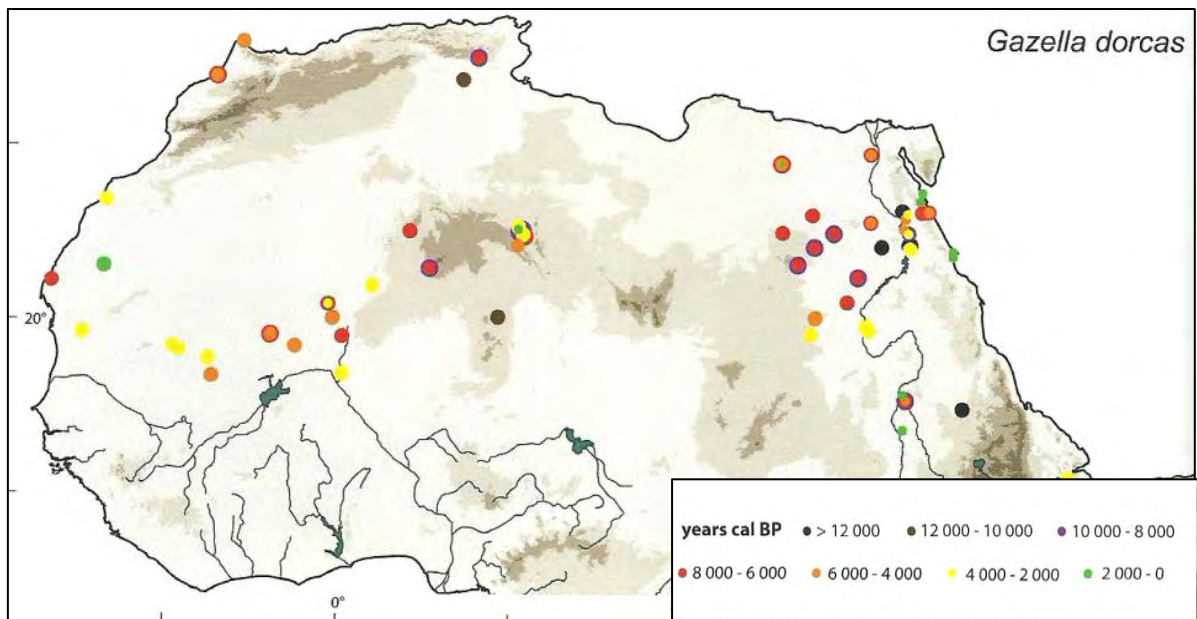 Gazella dorcas
20°
0°
years cal BP > 12 000 12 000 - 10 000 10 000 - 8 000
8 000 - 6 000 6 000 - 4 000 4 000 - 2 000 2 000 - 0